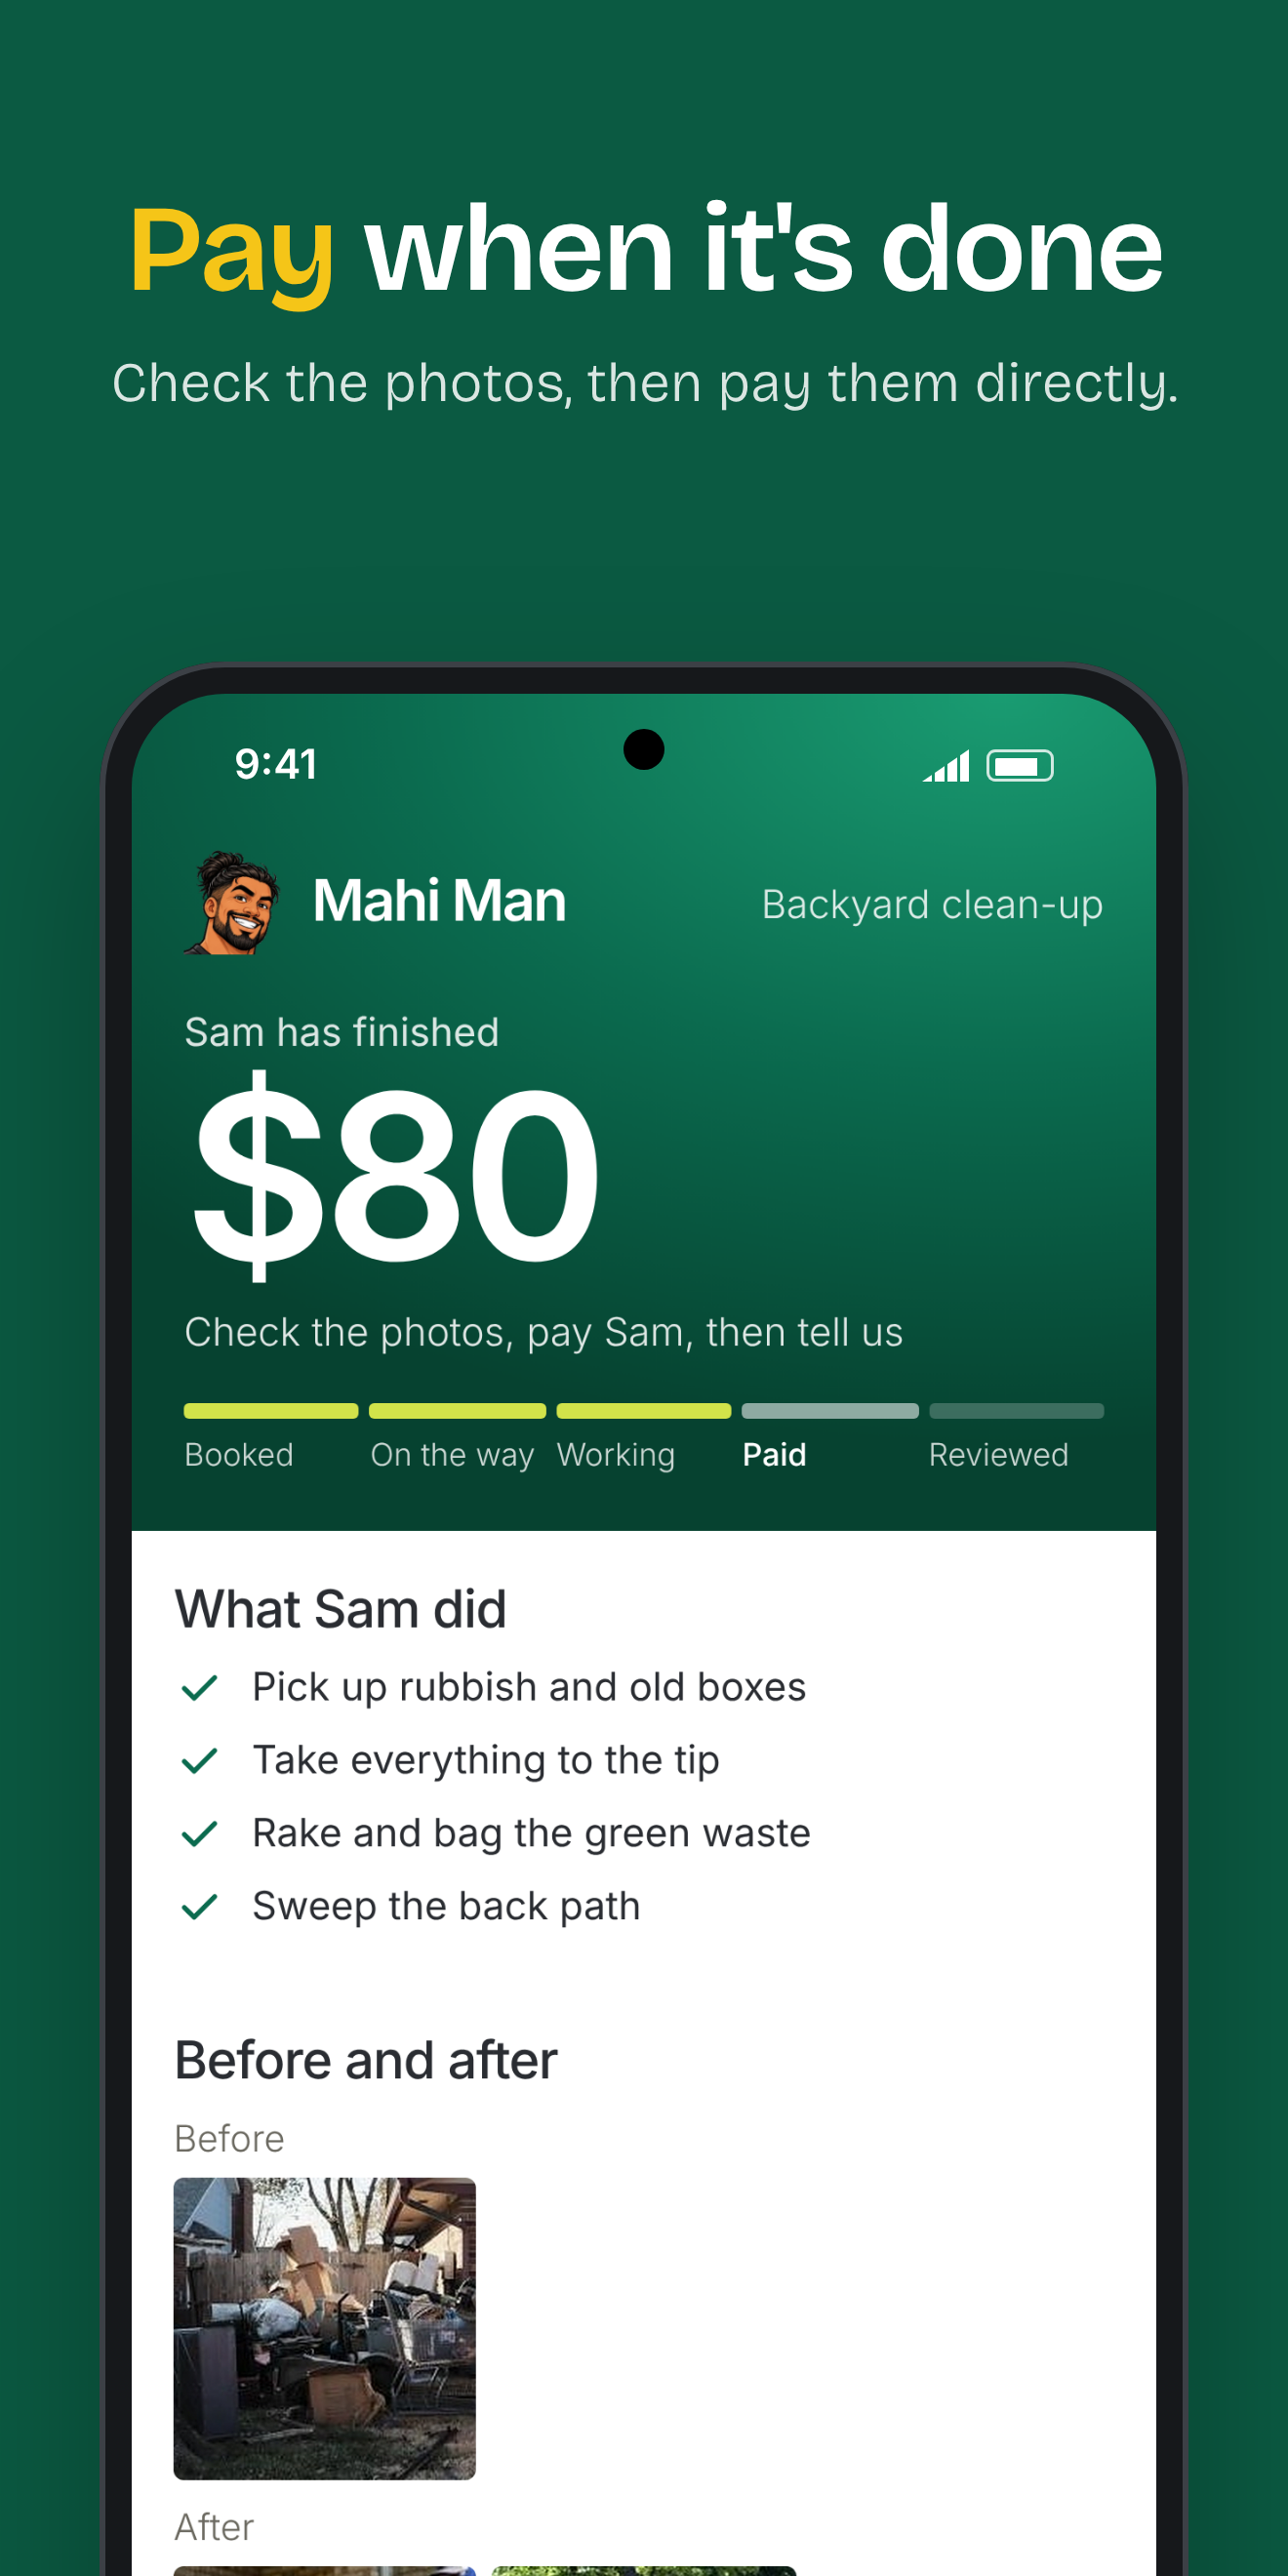 Pay when it's done
Check the photos, then pay them directly.
9:41
Mahi Man
Backyard clean-up
Sam has finished
$80
Check the photos, pay Sam, then tell us
Booked
On the way
Working
Paid
Reviewed
What Sam did
Pick up rubbish and old boxes
Take everything to the tip
Rake and bag the green waste
Sweep the back path
Before and after
Before
After